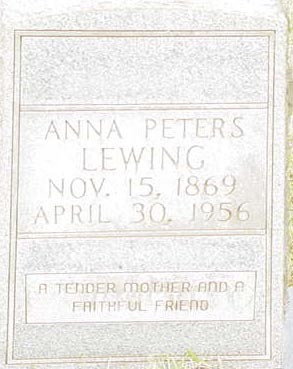 ANNA PETERS
LEWING
NOV. 15, 1869
APRIL 30, 1956
A TENDER MOTHER AND A
FAITHFUL FRIEND